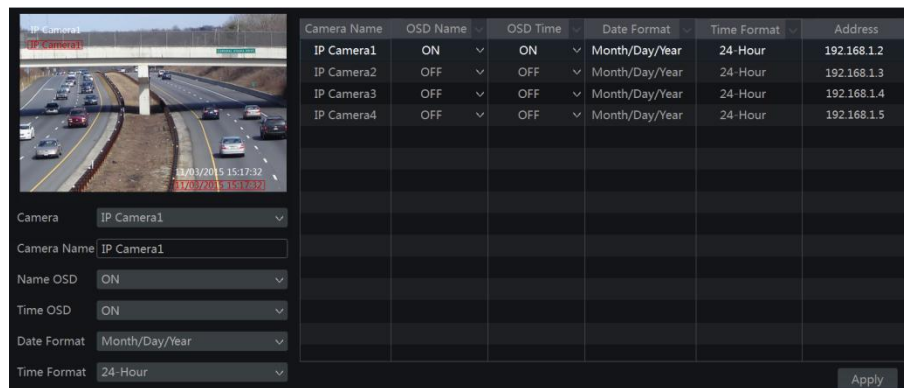 IP Camera1
IP Camera1
11/03/2015 15:17:32
11/03/2015 15:17:32
Camera IP Camera1
Camera Name IP Camera1
Name OSD ON
Time OSD ON
Date Format Month/Day/Year
Time Format 24-Hour
Camera Name OSD Name OSD Time Date Format Time Format Address
IP Camera1 ON ON Month/Day/Year 24-Hour 192.168.1.2
IP Camera2 OFF OFF Month/Day/Year 24-Hour 192.168.1.3
IP Camera3 OFF OFF Month/Day/Year 24-Hour 192.168.1.4
IP Camera4 OFF OFF Month/Day/Year 24-Hour 192.168.1.5
Apply